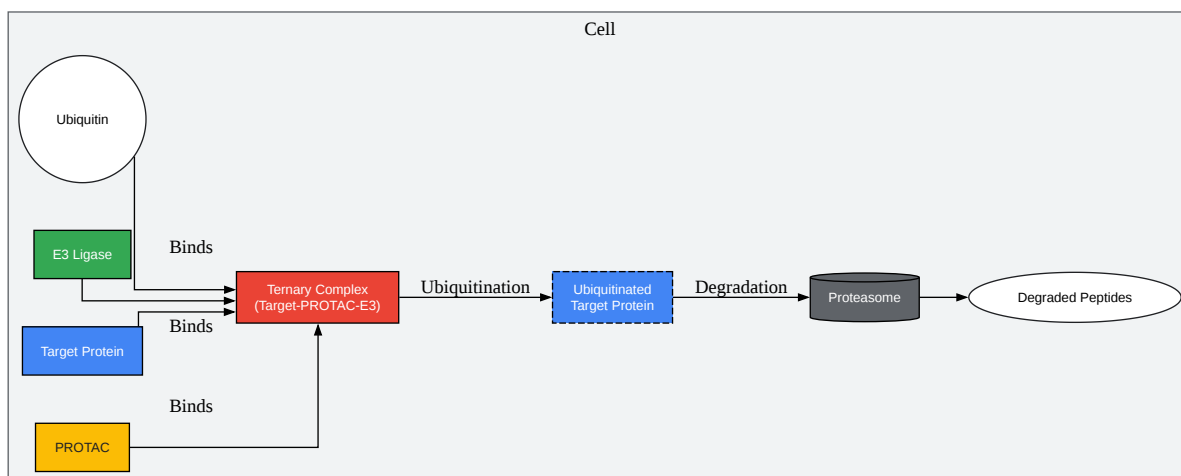 Cell
Ubiquitin
E3 Ligase
Binds
Target Protein
Binds
PROTAC
Binds
Ternary Complex
(Target-PROTAC-E3)
Ubiquitination
Ubiquitinated
Target Protein
Degradation
Proteasome
Degraded Peptides